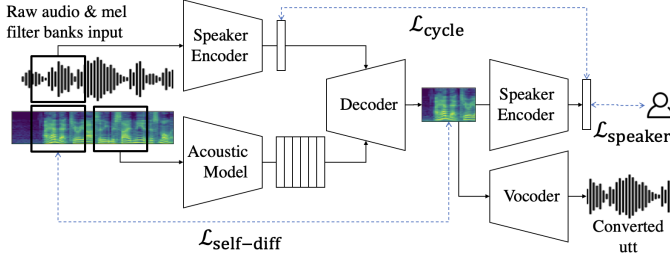 Raw audio & mel
filter banks input
Speaker
Encoder
ℒcycle
Decoder
Speaker
Encoder
ℒspeaker
Acoustic
Model
Vocoder
Converted
utt
ℒself−diff